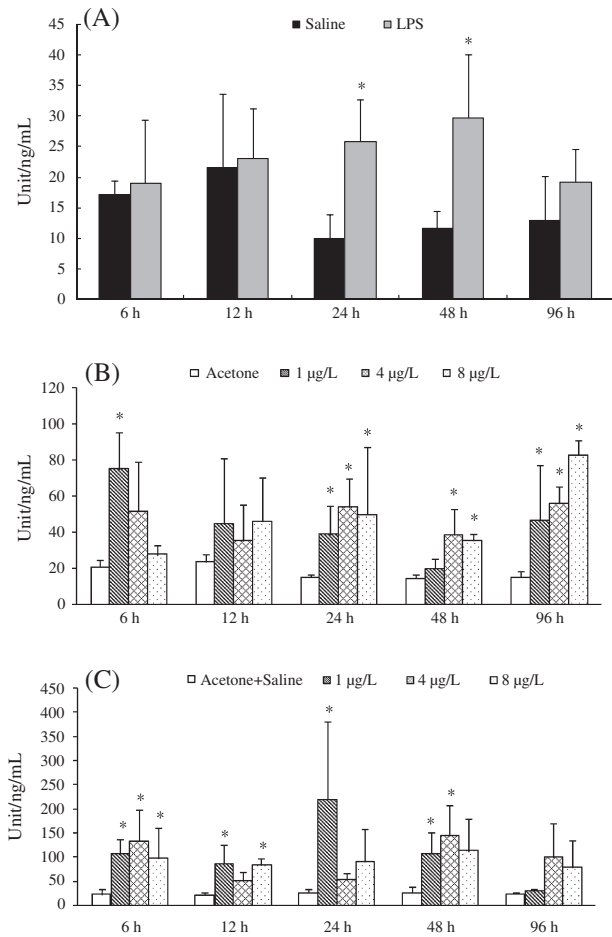 (A)
Saline LPS
Unit/ng/mL
45
40
35
30
25
20
15
10
5
0
* *
6 h 12 h 24 h 48 h 96 h
(B)
Acetone 1 µg/L 4 µg/L 8 µg/L
Unit/ng/mL
120
100
80
60
40
20
0
* * * * * * * * *
6 h 12 h 24 h 48 h 96 h
(C)
Acetone+Saline 1 µg/L 4 µg/L 8 µg/L
Unit/ng/mL
450
400
350
300
250
200
150
100
50
0
* * * * * * * *
6 h 12 h 24 h 48 h 96 h